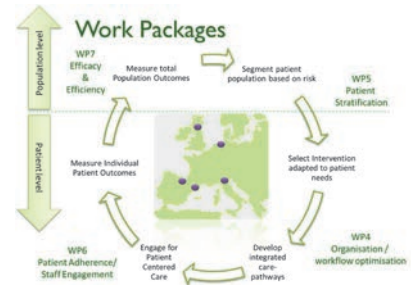 Work Packages
Population level
WP7
Efficacy
&
Efficiency
Measure total
Population Outcomes
Segment patient
population based on risk
WP5
Patient
Stratification
Patient level
Measure Individual
Patient Outcomes
Select Intervention
adapted to patient
needs
WP6
Patient Adherence/
Staff Engagement
Engage for
Patient
Centered
Care
Develop
integrated
care-
pathways
WP4
Organisation /
workflow optimisation